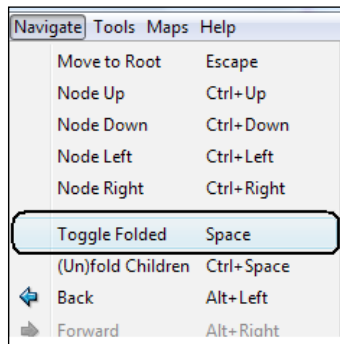 Navigate Tools Maps Help
Move to Root Escape
Node Up Ctrl+Up
Node Down Ctrl+Down
Node Left Ctrl+Left
Node Right Ctrl+Right
Toggle Folded Space
(Un)fold Children Ctrl+Space
Back Alt+Left
Forward Alt+Right